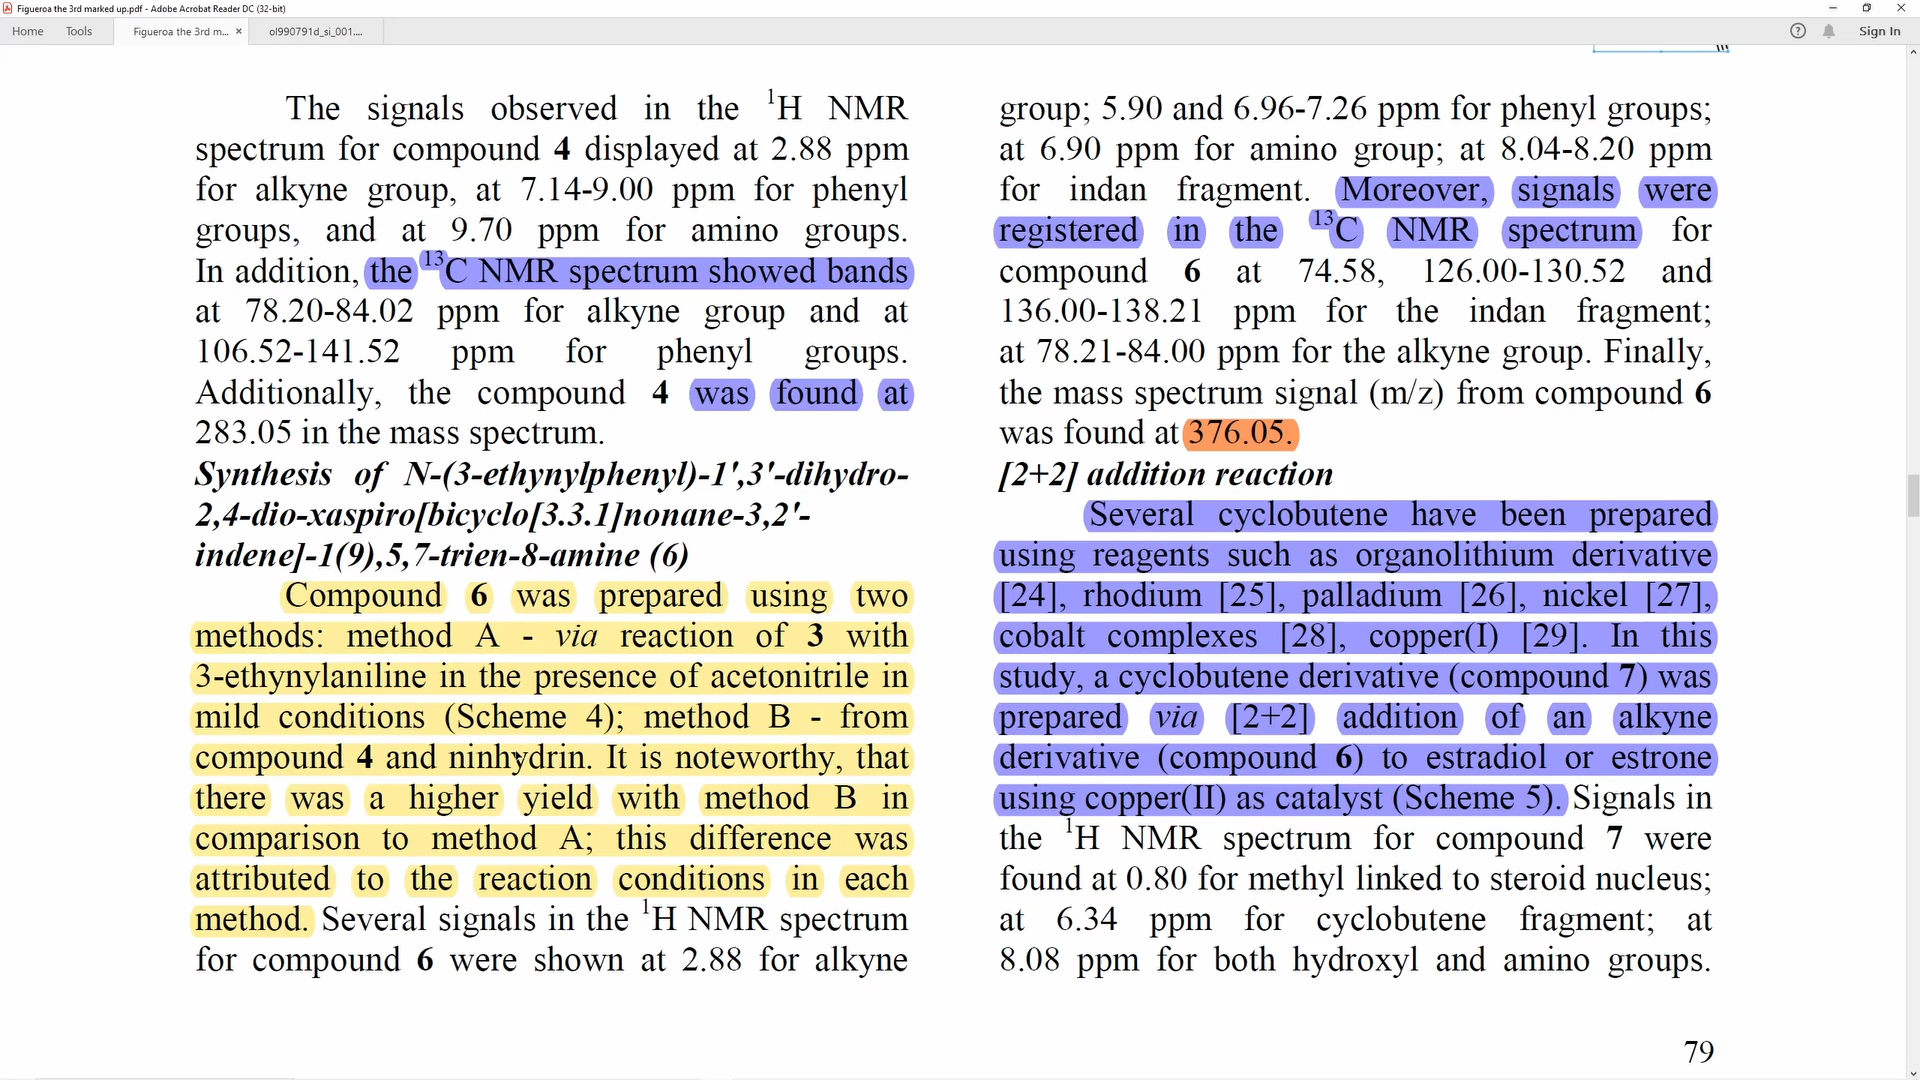 Figueroa the 3rd marked up.pdf - Adobe Acrobat Reader DC (32-bit)
Home Tools Figueroa the 3rd m... × ol990791d_si_001.... Sign In
The signals observed in the ¹H NMR
spectrum for compound 4 displayed at 2.88 ppm
for alkyne group, at 7.14-9.00 ppm for phenyl
groups, and at 9.70 ppm for amino groups.
In addition, the ¹³C NMR spectrum showed bands
at 78.20-84.02 ppm for alkyne group and at
106.52-141.52 ppm for phenyl groups.
Additionally, the compound 4 was found at
283.05 in the mass spectrum.
Synthesis of N-(3-ethynylphenyl)-1',3'-dihydro-
2,4-dio-xaspiro[bicyclo[3.3.1]nonane-3,2'-
indene]-1(9),5,7-trien-8-amine (6)
Compound 6 was prepared using two
methods: method A - via reaction of 3 with
3-ethynylaniline in the presence of acetonitrile in
mild conditions (Scheme 4); method B - from
compound 4 and ninhydrin. It is noteworthy, that
there was a higher yield with method B in
comparison to method A; this difference was
attributed to the reaction conditions in each
method. Several signals in the ¹H NMR spectrum
for compound 6 were shown at 2.88 for alkyne
group; 5.90 and 6.96-7.26 ppm for phenyl groups;
at 6.90 ppm for amino group; at 8.04-8.20 ppm
for indan fragment. Moreover, signals were
registered in the ¹³C NMR spectrum for
compound 6 at 74.58, 126.00-130.52 and
136.00-138.21 ppm for the indan fragment;
at 78.21-84.00 ppm for the alkyne group. Finally,
the mass spectrum signal (m/z) from compound 6
was found at 376.05.
[2+2] addition reaction
Several cyclobutene have been prepared
using reagents such as organolithium derivative
[24], rhodium [25], palladium [26], nickel [27],
cobalt complexes [28], copper(I) [29]. In this
study, a cyclobutene derivative (compound 7) was
prepared via [2+2] addition of an alkyne
derivative (compound 6) to estradiol or estrone
using copper(II) as catalyst (Scheme 5). Signals in
the ¹H NMR spectrum for compound 7 were
found at 0.80 for methyl linked to steroid nucleus;
at 6.34 ppm for cyclobutene fragment; at
8.08 ppm for both hydroxyl and amino groups.
79